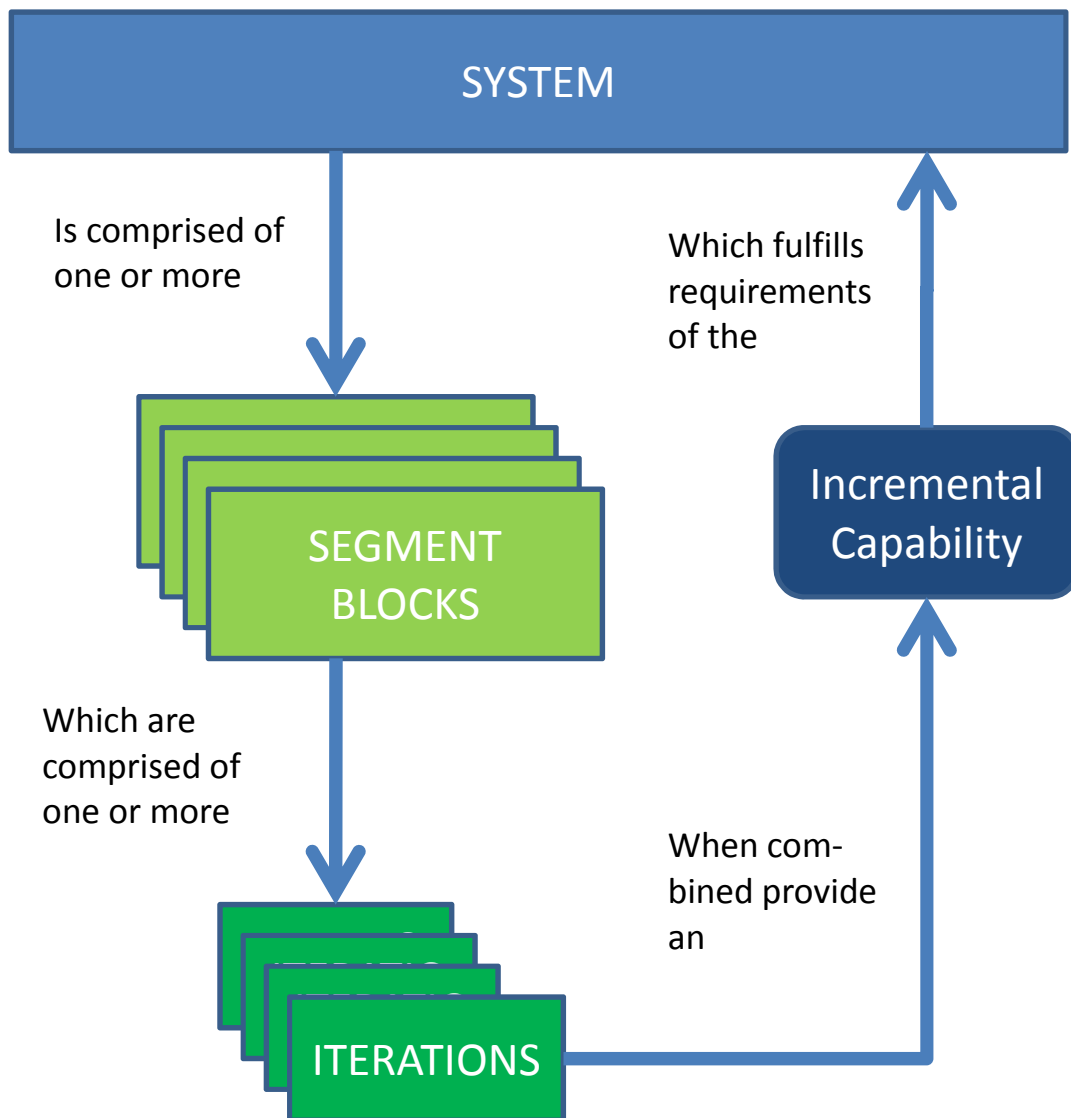 SYSTEM
Is comprised of
one or more
Which fulfills
requirements
of the
Incremental
Capability
SEGMENT
BLOCKS
Which are
comprised of
one or more
When com-
bined provide
an
ITERATIONS